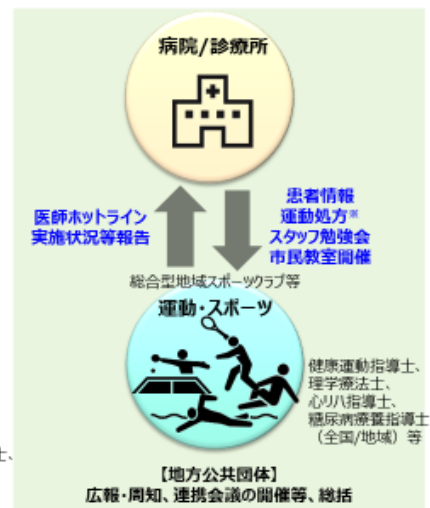 病院/診療所
医師ホットライン
実施状況等報告
患者情報
運動処方※
スタッフ勉強会
市民教室開催
総合型地域スポーツクラブ等
運動・スポーツ
健康運動指導士、
理学療法士、
心リハ指導士、
糖尿病療養指導士
（全国/地域）等
士、
【地方公共団体】
広報・周知、連携会議の開催等、総括